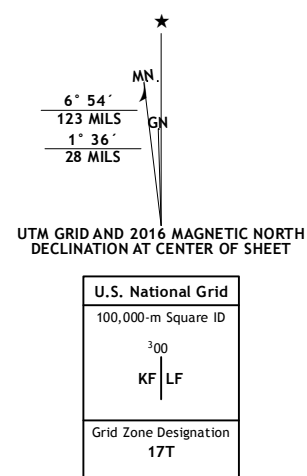 ★
MN.
6° 54´
GN
123 MILS
1° 36´
28 MILS
UTM GRID AND 2016 MAGNETIC NORTH
DECLINATION AT CENTER OF SHEET
U.S. National Grid
100,000-m Square ID
³00
KF LF
Grid Zone Designation
17T